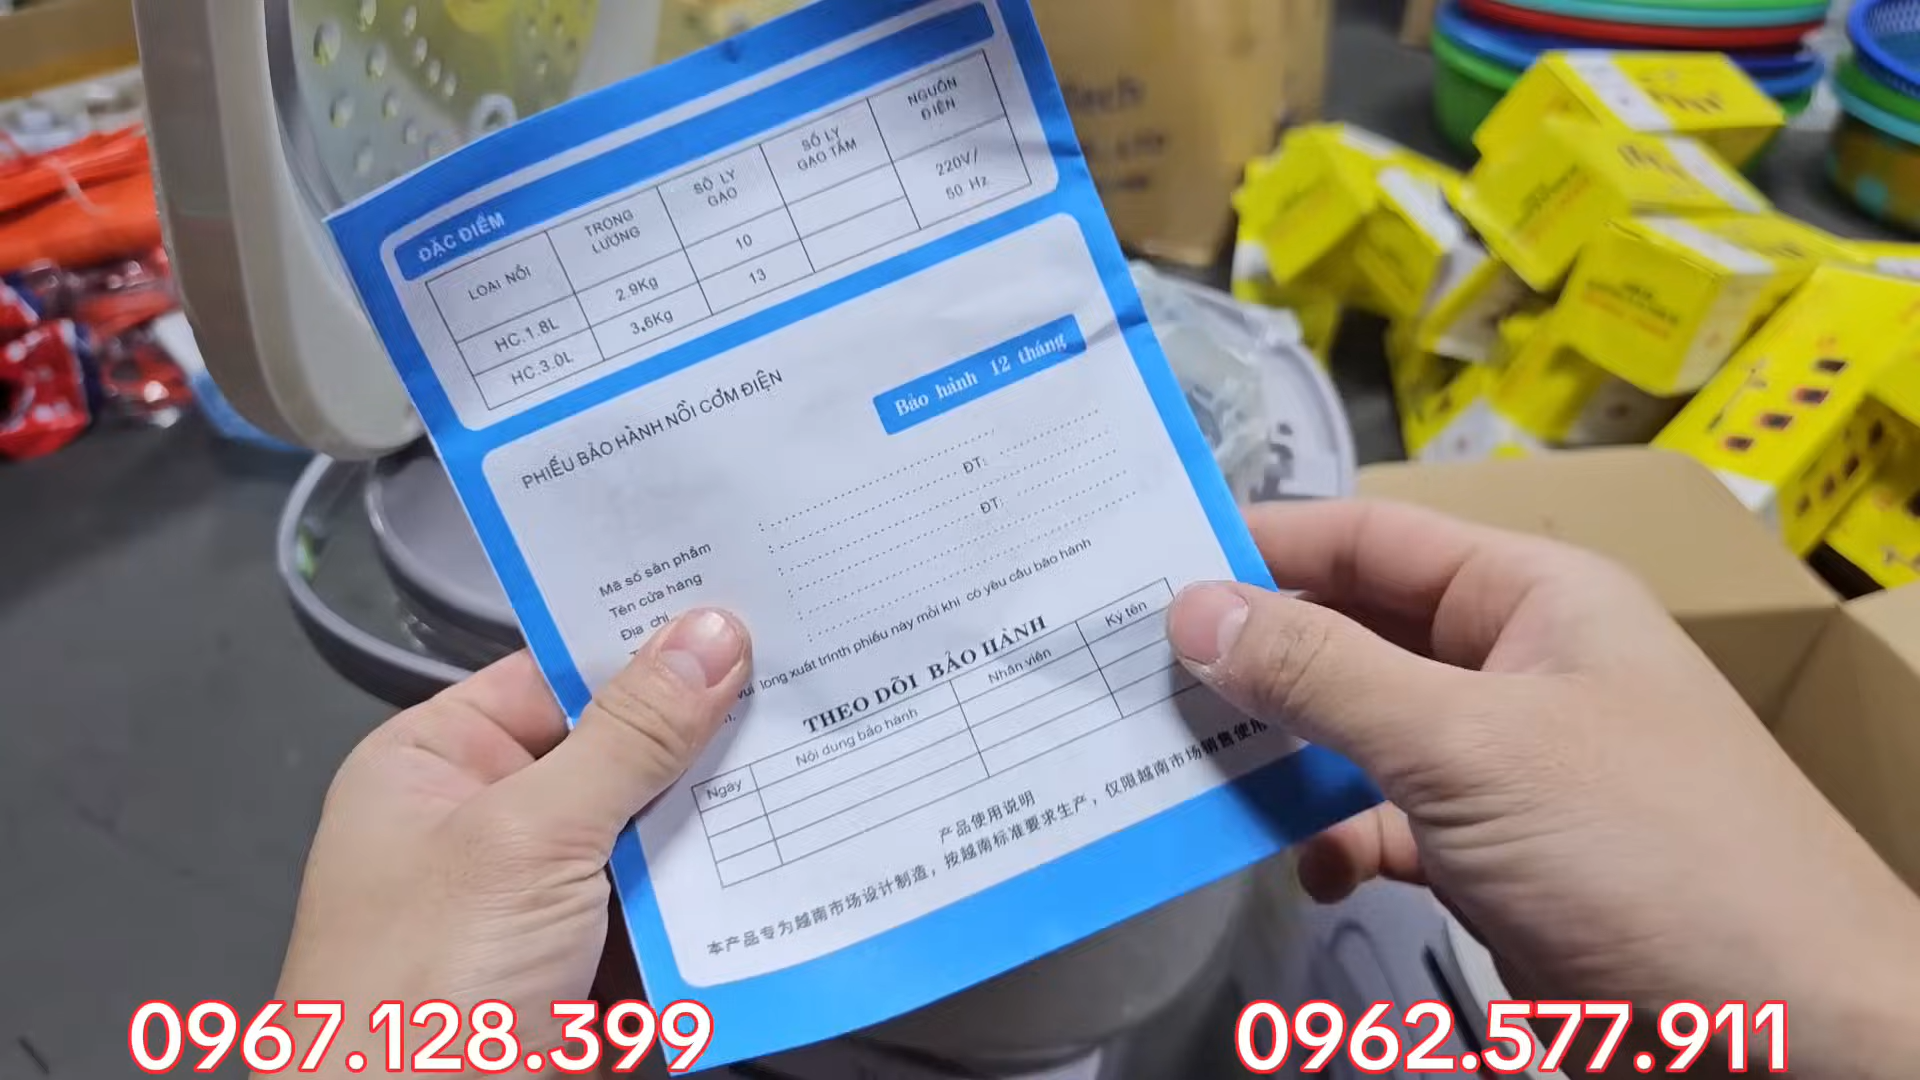 ĐẶC ĐIỂM
LOẠI NỒI
TRỌNG LƯỢNG
SỐ LY GẠO
SỐ LY GẠO TẤM
NGUỒN ĐIỆN
HC.1.8L 2.9Kg 10 220V/ 50 Hz
HC.3.0L 3.6Kg 13
PHIẾU BẢO HÀNH NỒI CƠM ĐIỆN
Bảo hành 12 tháng
Mã số sản phẩm :
Tên cửa hàng : ĐT:
Địa chỉ
ĐT:
vui long xuất trình phiếu này mỗi khi có yêu cầu bảo hành
THEO DÕI BẢO HÀNH
Ngày Nội dung bảo hành Nhân viên Ký tên
产品使用说明
本产品专为越南市场设计制造，按越南标准要求生产，仅限越南市场销售使用
0967.128.399
0962.577.911